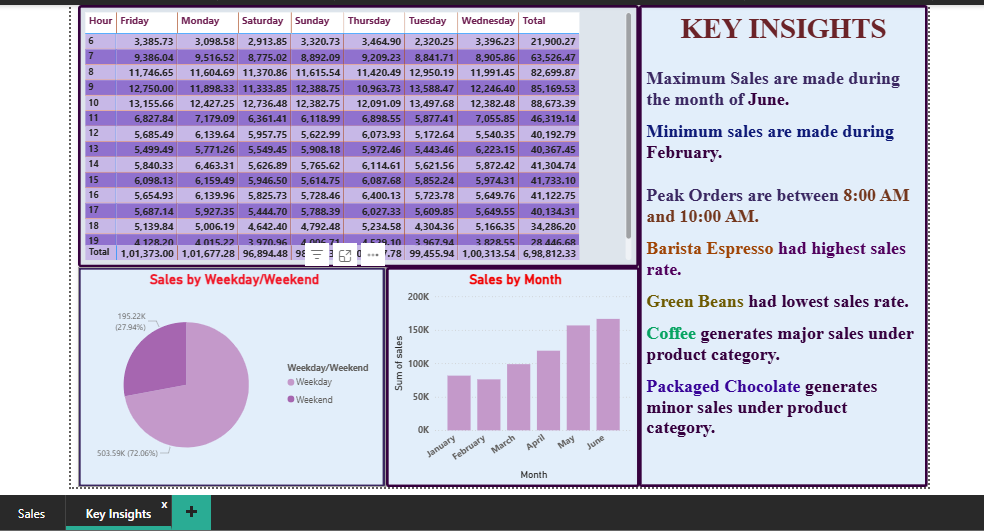 Hour Friday Monday Saturday Sunday Thursday Tuesday Wednesday Total
6 3,385.73 3,098.58 2,913.85 3,320.73 3,464.90 2,320.25 3,396.23 21,900.27
7 9,386.04 9,516.52 8,775.02 8,892.09 9,209.23 8,841.71 8,905.86 63,526.47
8 11,746.65 11,604.69 11,370.86 11,615.54 11,420.49 12,950.19 11,991.45 82,699.87
9 12,750.00 11,898.33 11,333.85 12,388.75 10,963.73 13,588.47 12,246.40 85,169.53
10 13,155.66 12,427.25 12,736.48 12,382.75 12,091.09 13,497.68 12,382.48 88,673.39
11 6,827.84 7,179.09 6,361.41 6,118.99 6,898.55 5,877.41 7,055.85 46,319.14
12 5,685.49 6,139.64 5,957.75 5,622.99 6,073.93 5,172.64 5,540.35 40,192.79
13 5,499.49 5,771.26 5,549.45 5,908.18 5,972.46 5,443.46 6,223.15 40,367.45
14 5,840.33 6,463.31 5,626.89 5,765.62 6,114.61 5,621.56 5,872.42 41,304.74
15 6,098.13 6,159.49 5,946.50 5,614.75 6,087.68 5,852.24 5,974.31 41,733.10
16 5,654.93 6,139.96 5,825.73 5,728.46 6,400.13 5,723.78 5,649.76 41,122.75
17 5,687.14 5,927.35 5,444.70 5,788.39 6,027.33 5,609.85 5,649.55 40,134.31
18 5,139.84 5,006.19 4,642.40 4,792.48 5,234.58 4,304.36 5,166.35 34,286.20
19 4,128.20 4,015.22 3,970.96 4,006.71 4,529.10 3,967.94 3,828.55 28,446.68
Total 1,01,373.00 1,01,677.28 96,894.48 99,455.94 1,00,313.54 6,98,812.33
Sales by Weekday/Weekend
195.22K
(27.94%)
503.59K (72.06%)
Weekday/Weekend
Weekday
Weekend
Sales by Month
Sum of sales
200K
150K
100K
50K
0K
January February March April May June
Month
KEY INSIGHTS
Maximum Sales are made during
the month of June.
Minimum sales are made during
February.
Peak Orders are between 8:00 AM
and 10:00 AM.
Barista Espresso had highest sales
rate.
Green Beans had lowest sales rate.
Coffee generates major sales under
product category.
Packaged Chocolate generates
minor sales under product
category.
Sales Key Insights x +